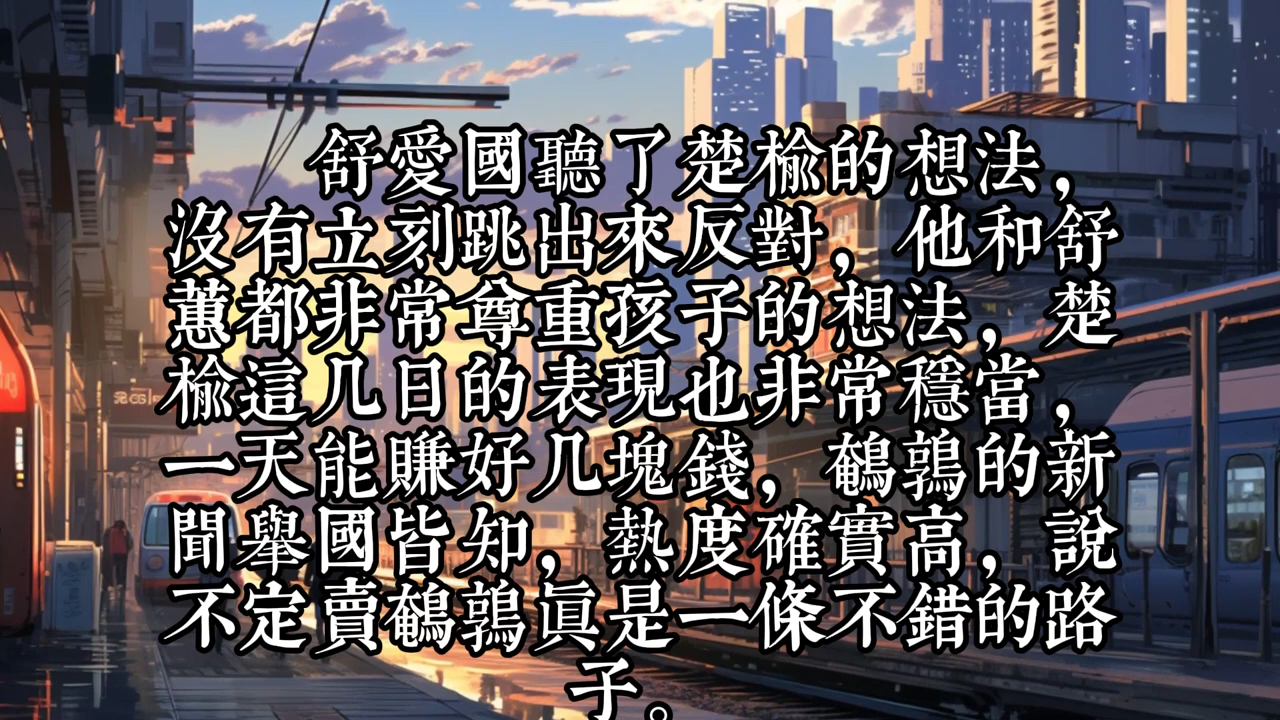 舒愛國聽了楚榆的想法，
沒有立刻跳出來反對，他和舒
蕙都非常尊重孩子的想法，楚
榆這几日的表現也非常穩當，
一天能賺好几塊錢，鵪鶉的新
聞舉國皆知，熱度確實高，說
不定賣鵪鶉眞是一條不錯的路
子。